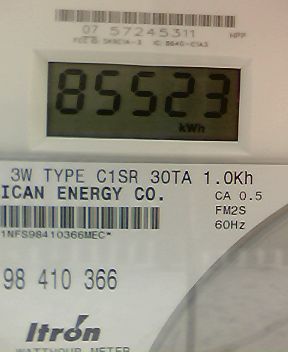 07 57245311
85523
kWh
3W TYPE C1SR 30TA 1.0Kh
ICAN ENERGY CO.
CA 0.5
FM2S
60Hz
1NFS98410366MEC*
98 410 366
Itrón
WATTHOUR METER